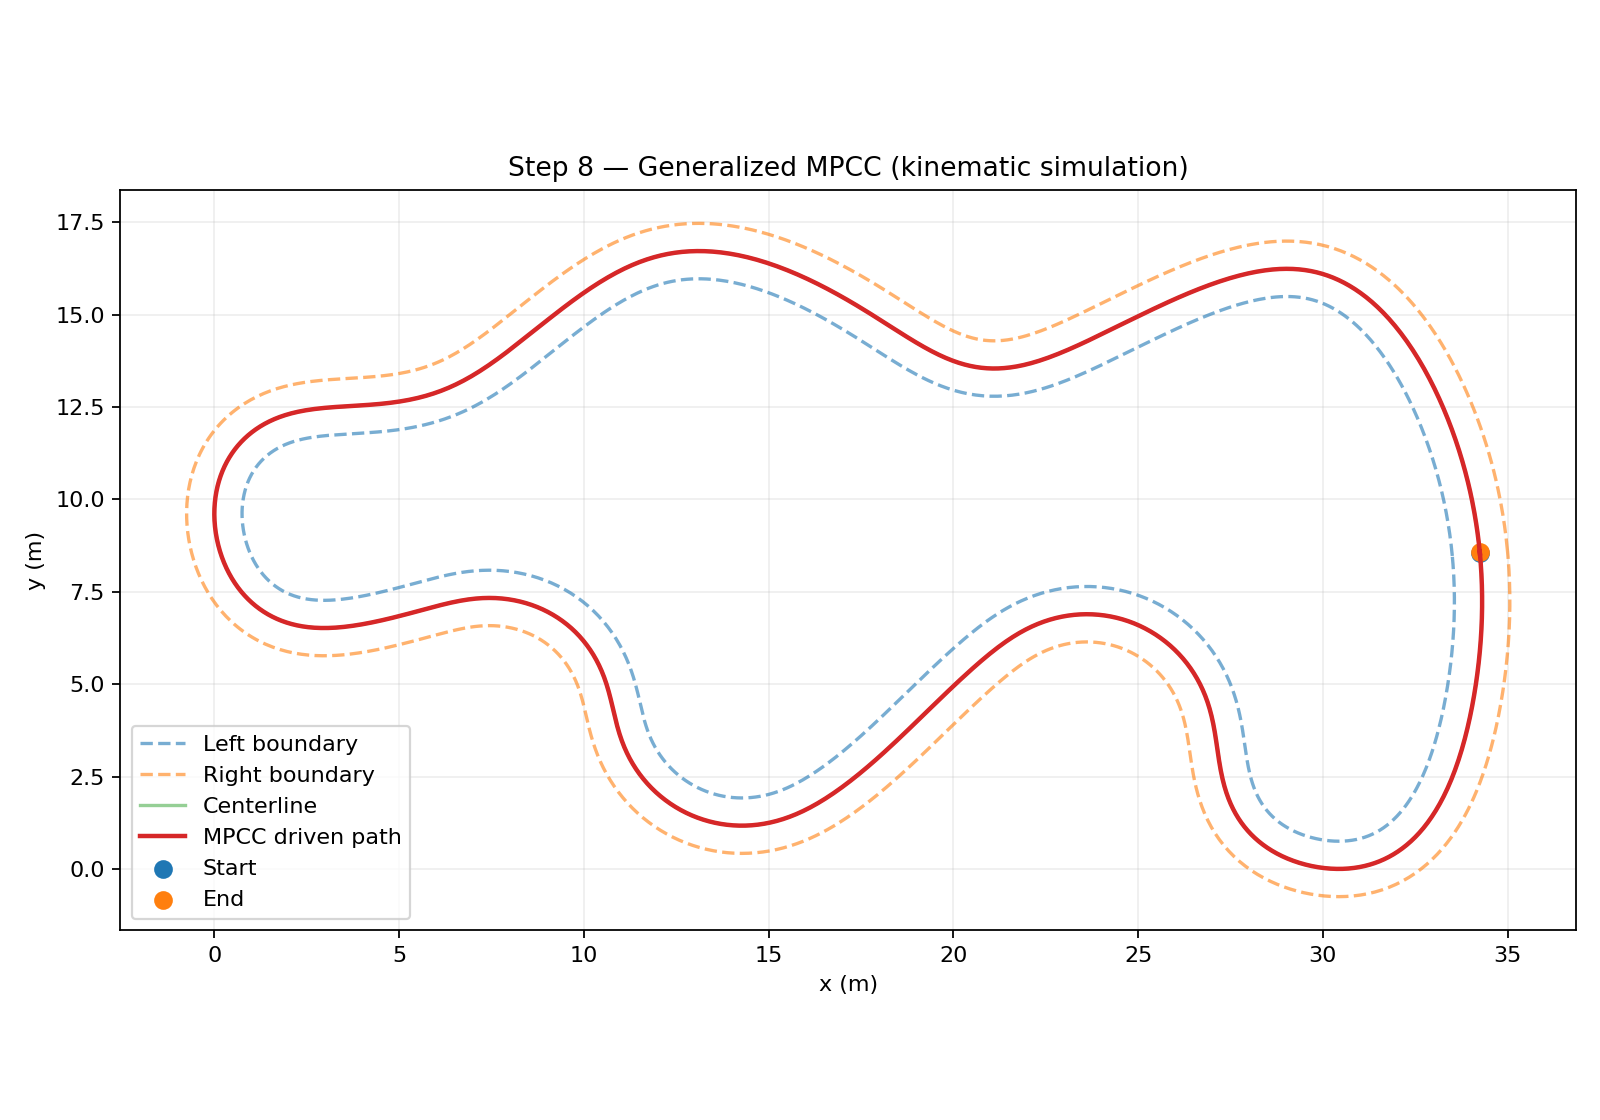 Step 8 — Generalized MPCC (kinematic simulation)
17.5
15.0
12.5
10.0
7.5
5.0
2.5
0.0
y (m)
Left boundary
Right boundary
Centerline
MPCC driven path
Start
End
0 5 10 15 20 25 30 35
x (m)